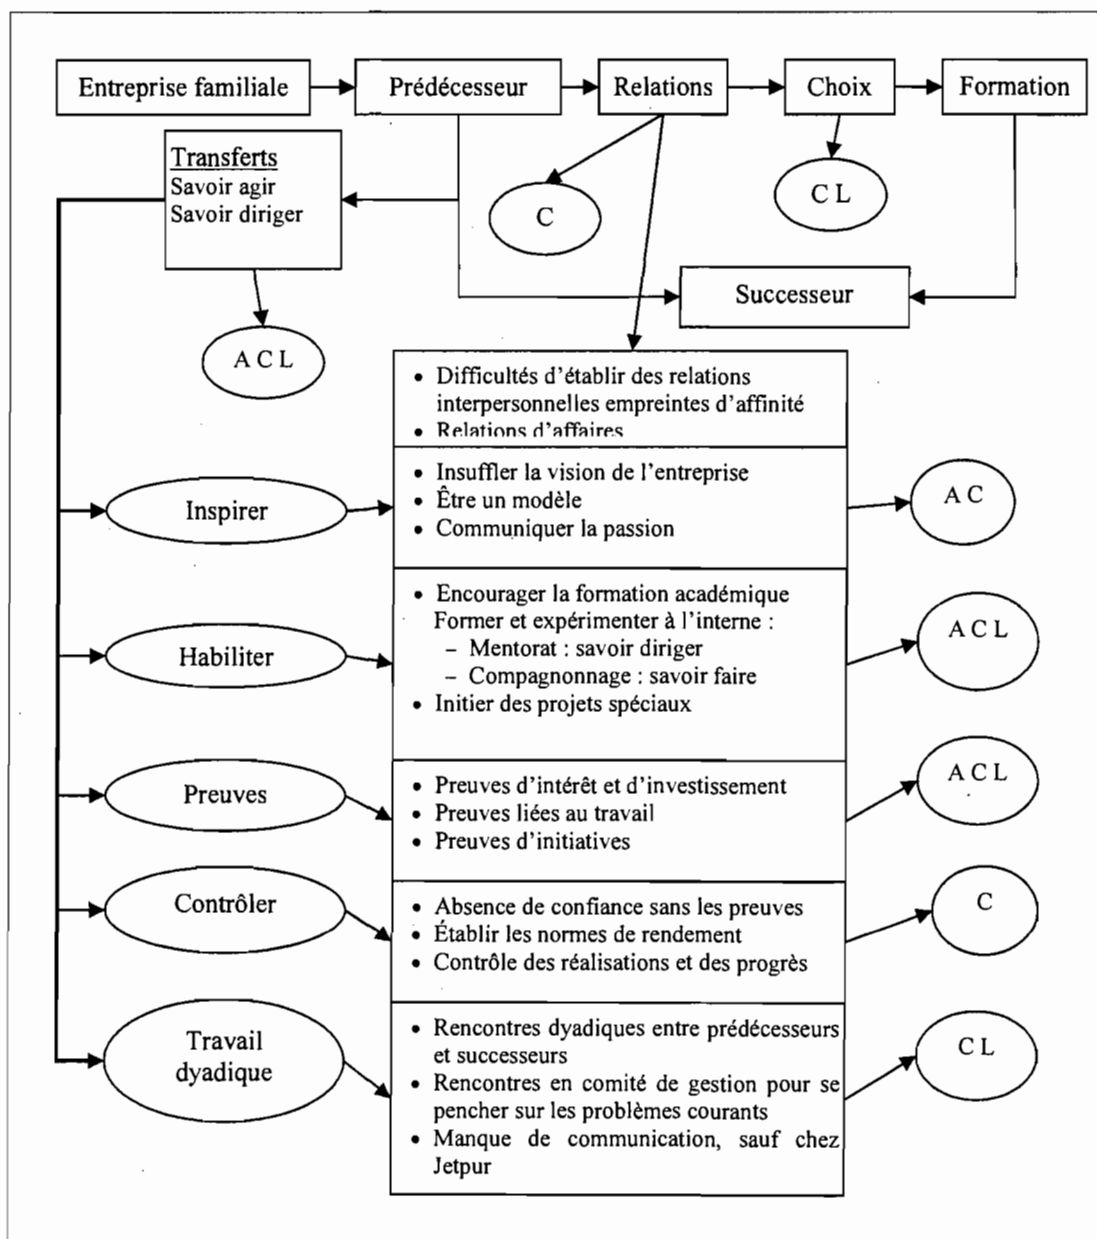 Entreprise familiale
Prédécesseur
Relations
Choix
Formation
Transferts
Savoir agir
Savoir diriger
C
C L
Successeur
A C L
• Difficultés d'établir des relations
interpersonnelles empreintes d'affinité
• Relations d'affaires
Inspirer
• Insuffler la vision de l'entreprise
• Être un modèle
• Communiquer la passion
A C
Habiliter
• Encourager la formation académique
Former et expérimenter à l'interne :
– Mentorat : savoir diriger
– Compagnonnage : savoir faire
• Initier des projets spéciaux
A C L
Preuves
• Preuves d'intérêt et d'investissement
• Preuves liées au travail
• Preuves d'initiatives
A C L
Contrôler
• Absence de confiance sans les preuves
• Établir les normes de rendement
• Contrôle des réalisations et des progrès
C
Travail
dyadique
• Rencontres dyadiques entre prédécesseurs
et successeurs
• Rencontres en comité de gestion pour se
pencher sur les problèmes courants
• Manque de communication, sauf chez
Jetpur
C L